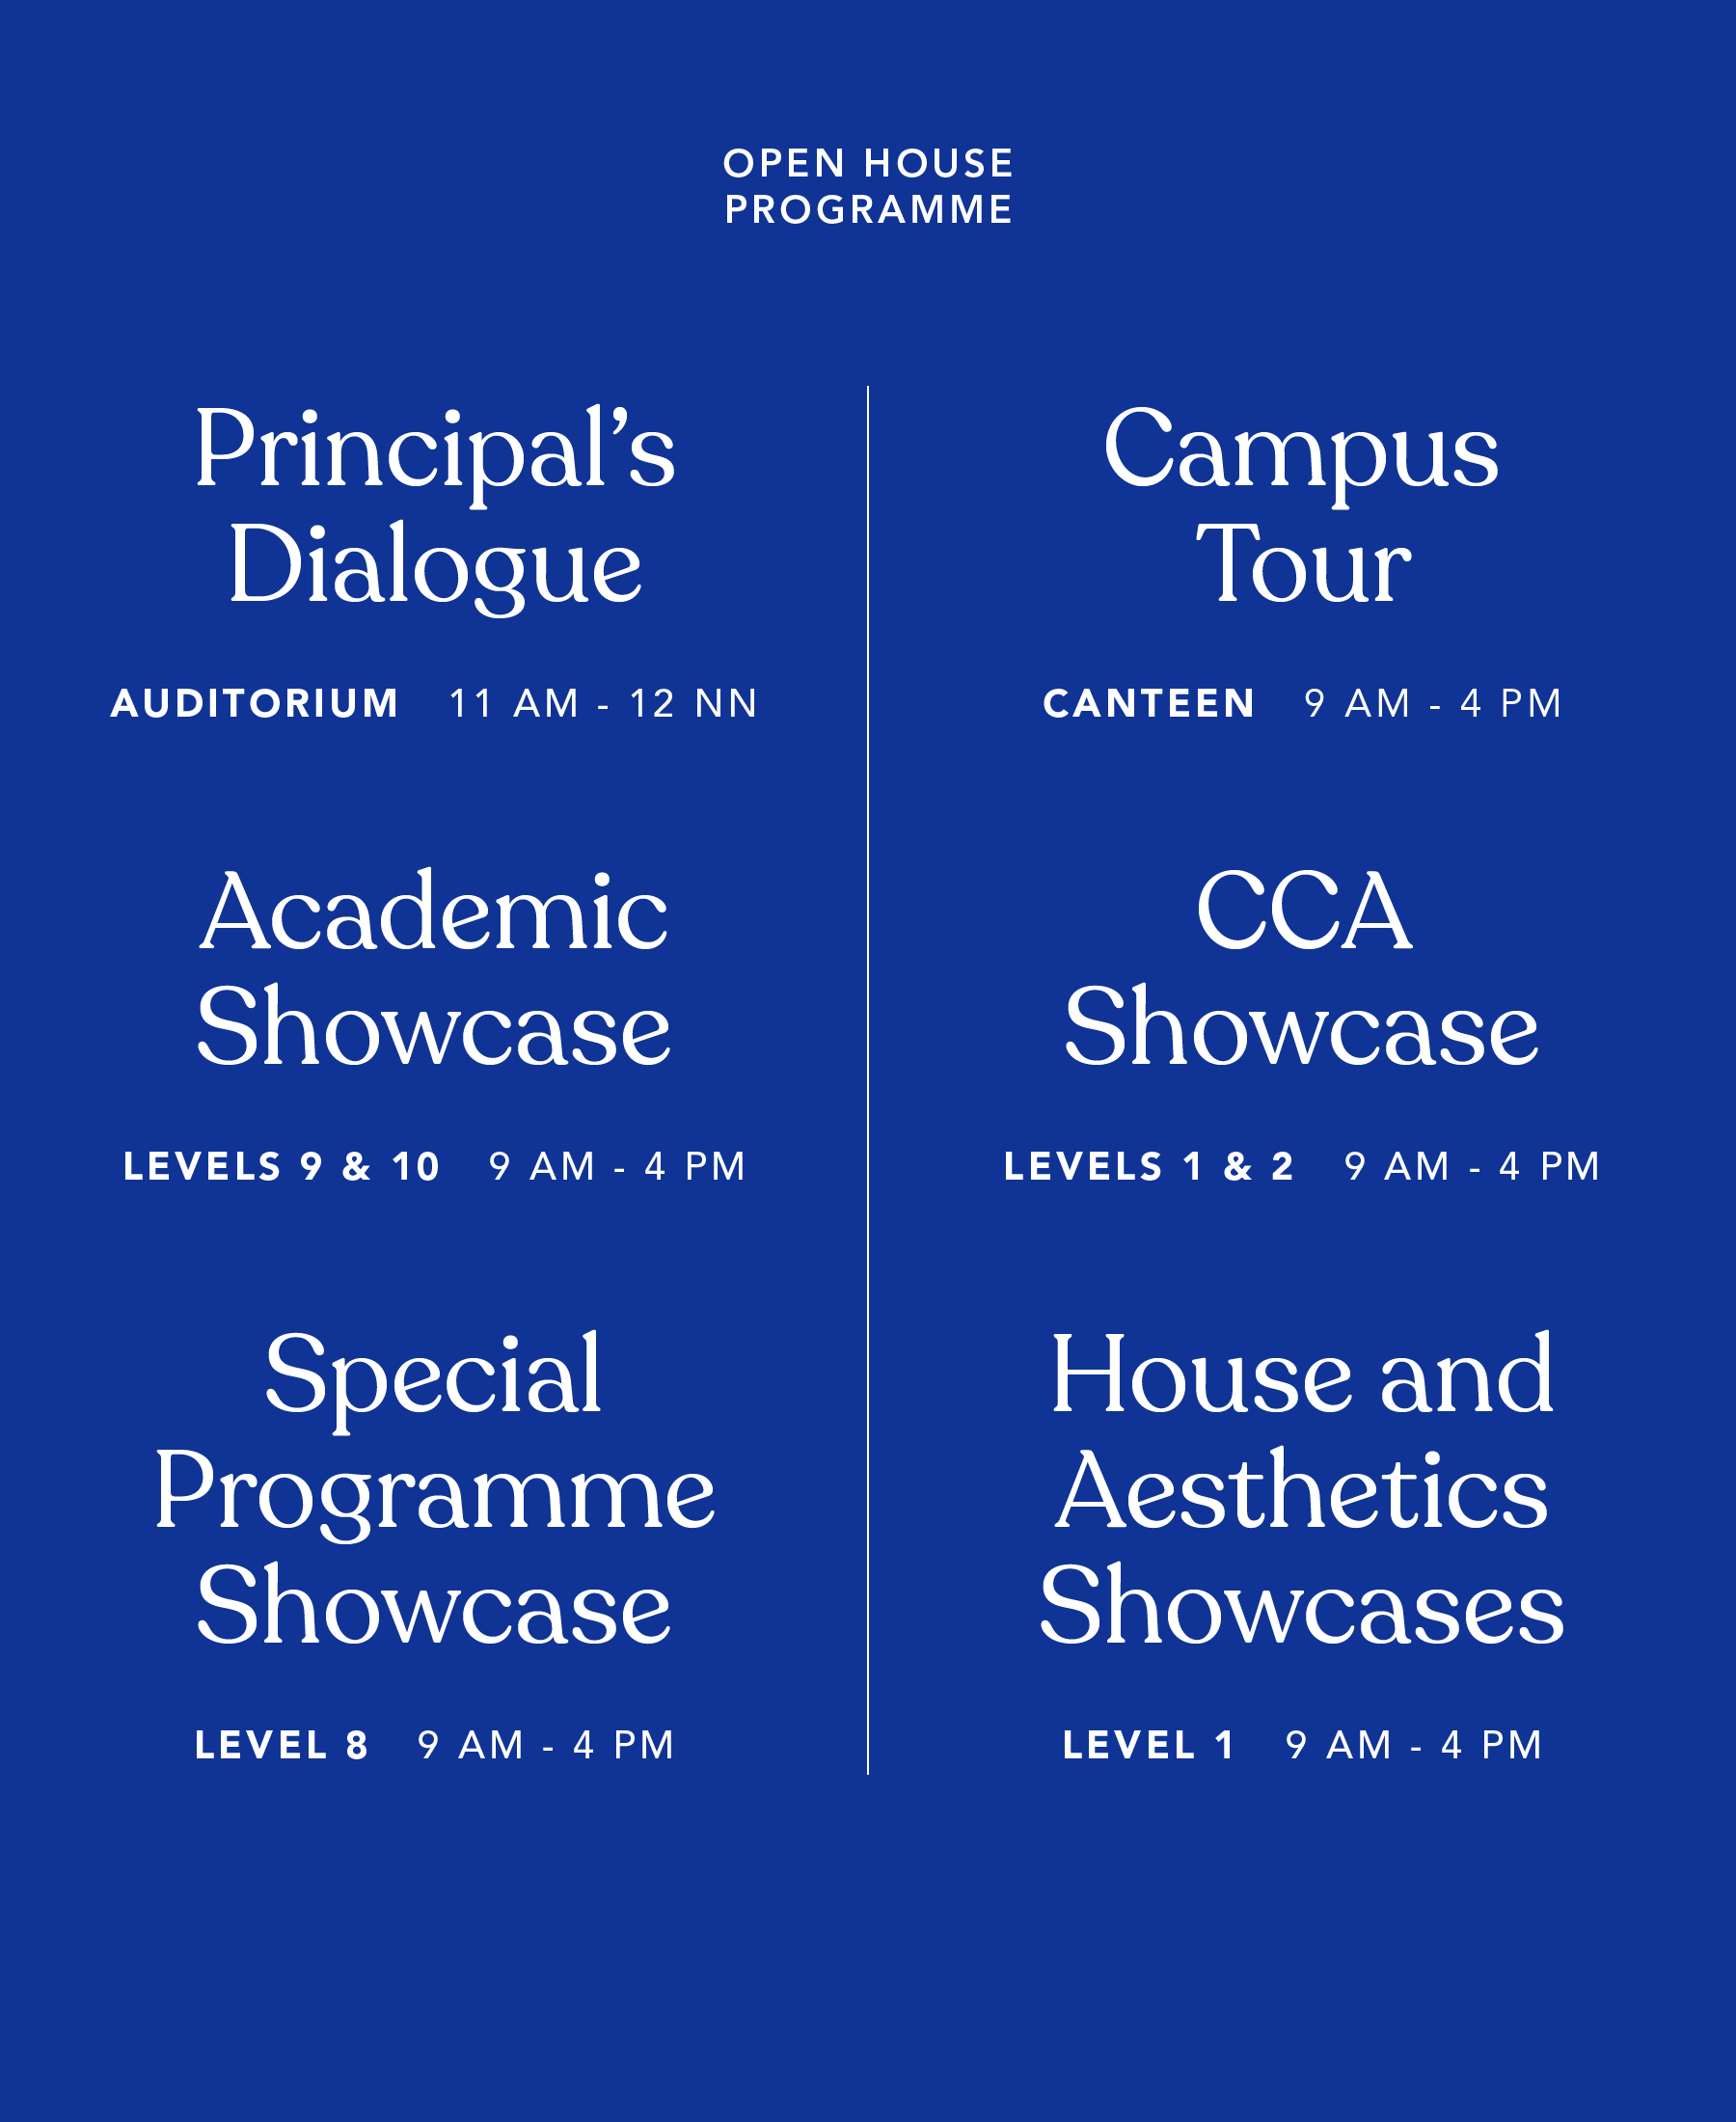 OPEN HOUSE
PROGRAMME
Principal’s
Dialogue
AUDITORIUM 11 AM - 12 NN
Academic
Showcase
LEVELS 9 & 10 9 AM - 4 PM
Special
Programme
Showcase
LEVEL 8 9 AM - 4 PM
Campus
Tour
CANTEEN 9 AM - 4 PM
CCA
Showcase
LEVELS 1 & 2 9 AM - 4 PM
House and
Aesthetics
Showcases
LEVEL 1 9 AM - 4 PM